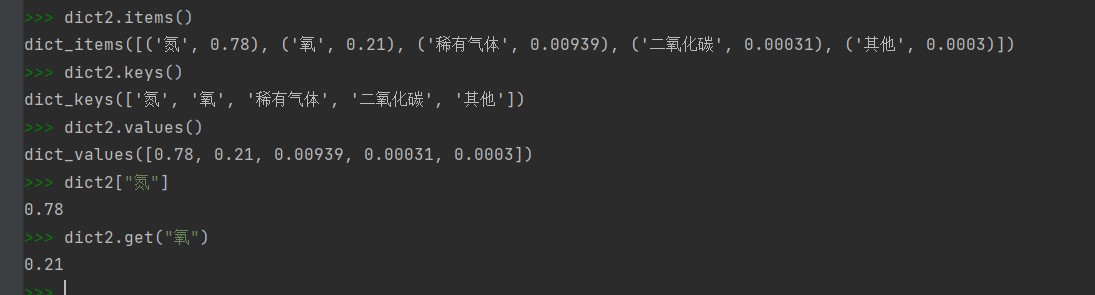 >>> dict2.items()
dict_items([('氮', 0.78), ('氧', 0.21), ('稀有气体', 0.00939), ('二氧化碳', 0.00031), ('其他', 0.0003)])
>>> dict2.keys()
dict_keys(['氮', '氧', '稀有气体', '二氧化碳', '其他'])
>>> dict2.values()
dict_values([0.78, 0.21, 0.00939, 0.00031, 0.0003])
>>> dict2["氮"]
0.78
>>> dict2.get("氧")
0.21
>>>